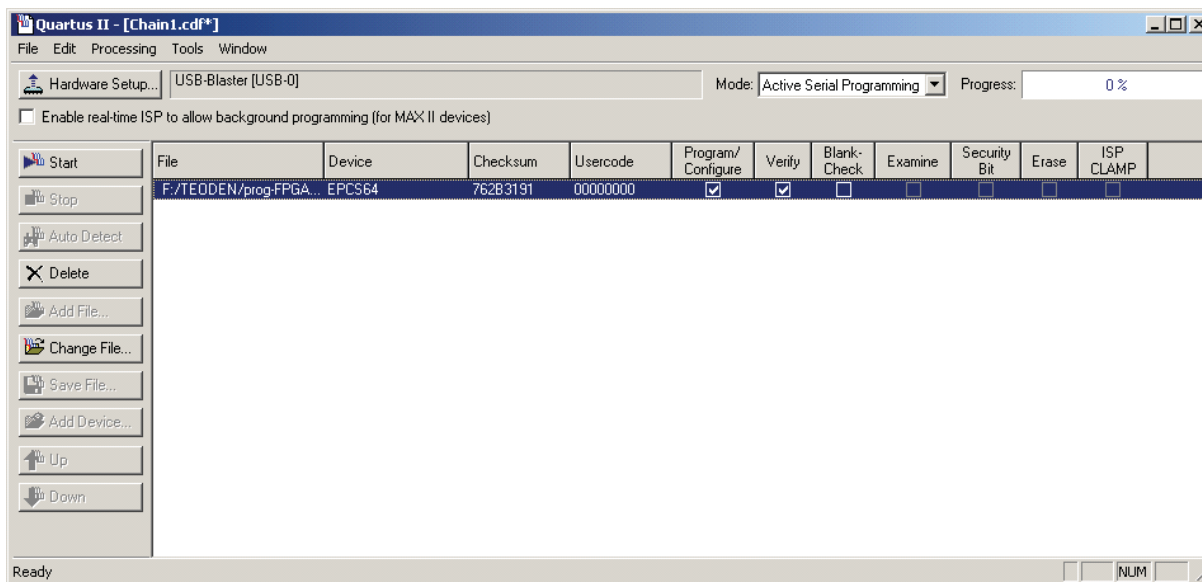 Quartus II - [Chain1.cdf*]
File Edit Processing Tools Window
Hardware Setup... USB-Blaster [USB-0] Mode: Active Serial Programming Progress: 0 %
Enable real-time ISP to allow background programming (for MAX II devices)
Start
Stop
Auto Detect
Delete
Add File...
Change File...
Save File...
Add Device...
Up
Down
File Device Checksum Usercode Program/ Configure Verify Blank- Check Examine Security Bit Erase ISP CLAMP
F:/TEODEN/prog-FPGA... EPCS64 762B3191 00000000
Ready NUM